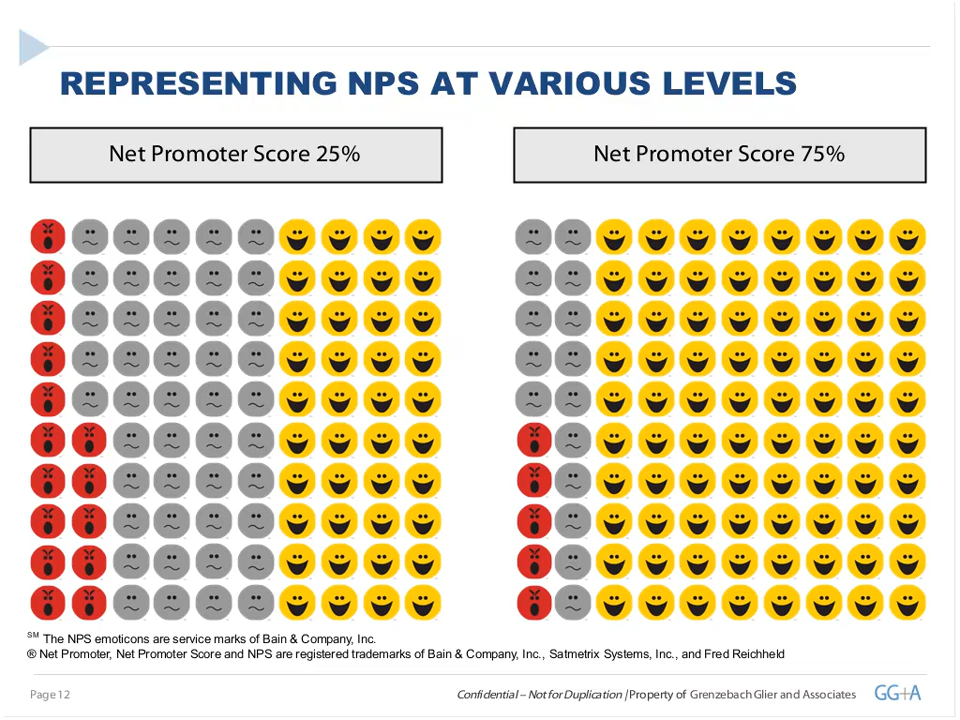 REPRESENTING NPS AT VARIOUS LEVELS
Net Promoter Score 25%
Net Promoter Score 75%
SM The NPS emoticons are service marks of Bain & Company, Inc.
® Net Promoter, Net Promoter Score and NPS are registered trademarks of Bain & Company, Inc., Satmetrix Systems, Inc., and Fred Reichheld
Page 12
Confidential – Not for Duplication | Property of Grenzebach Glier and Associates
GG+A